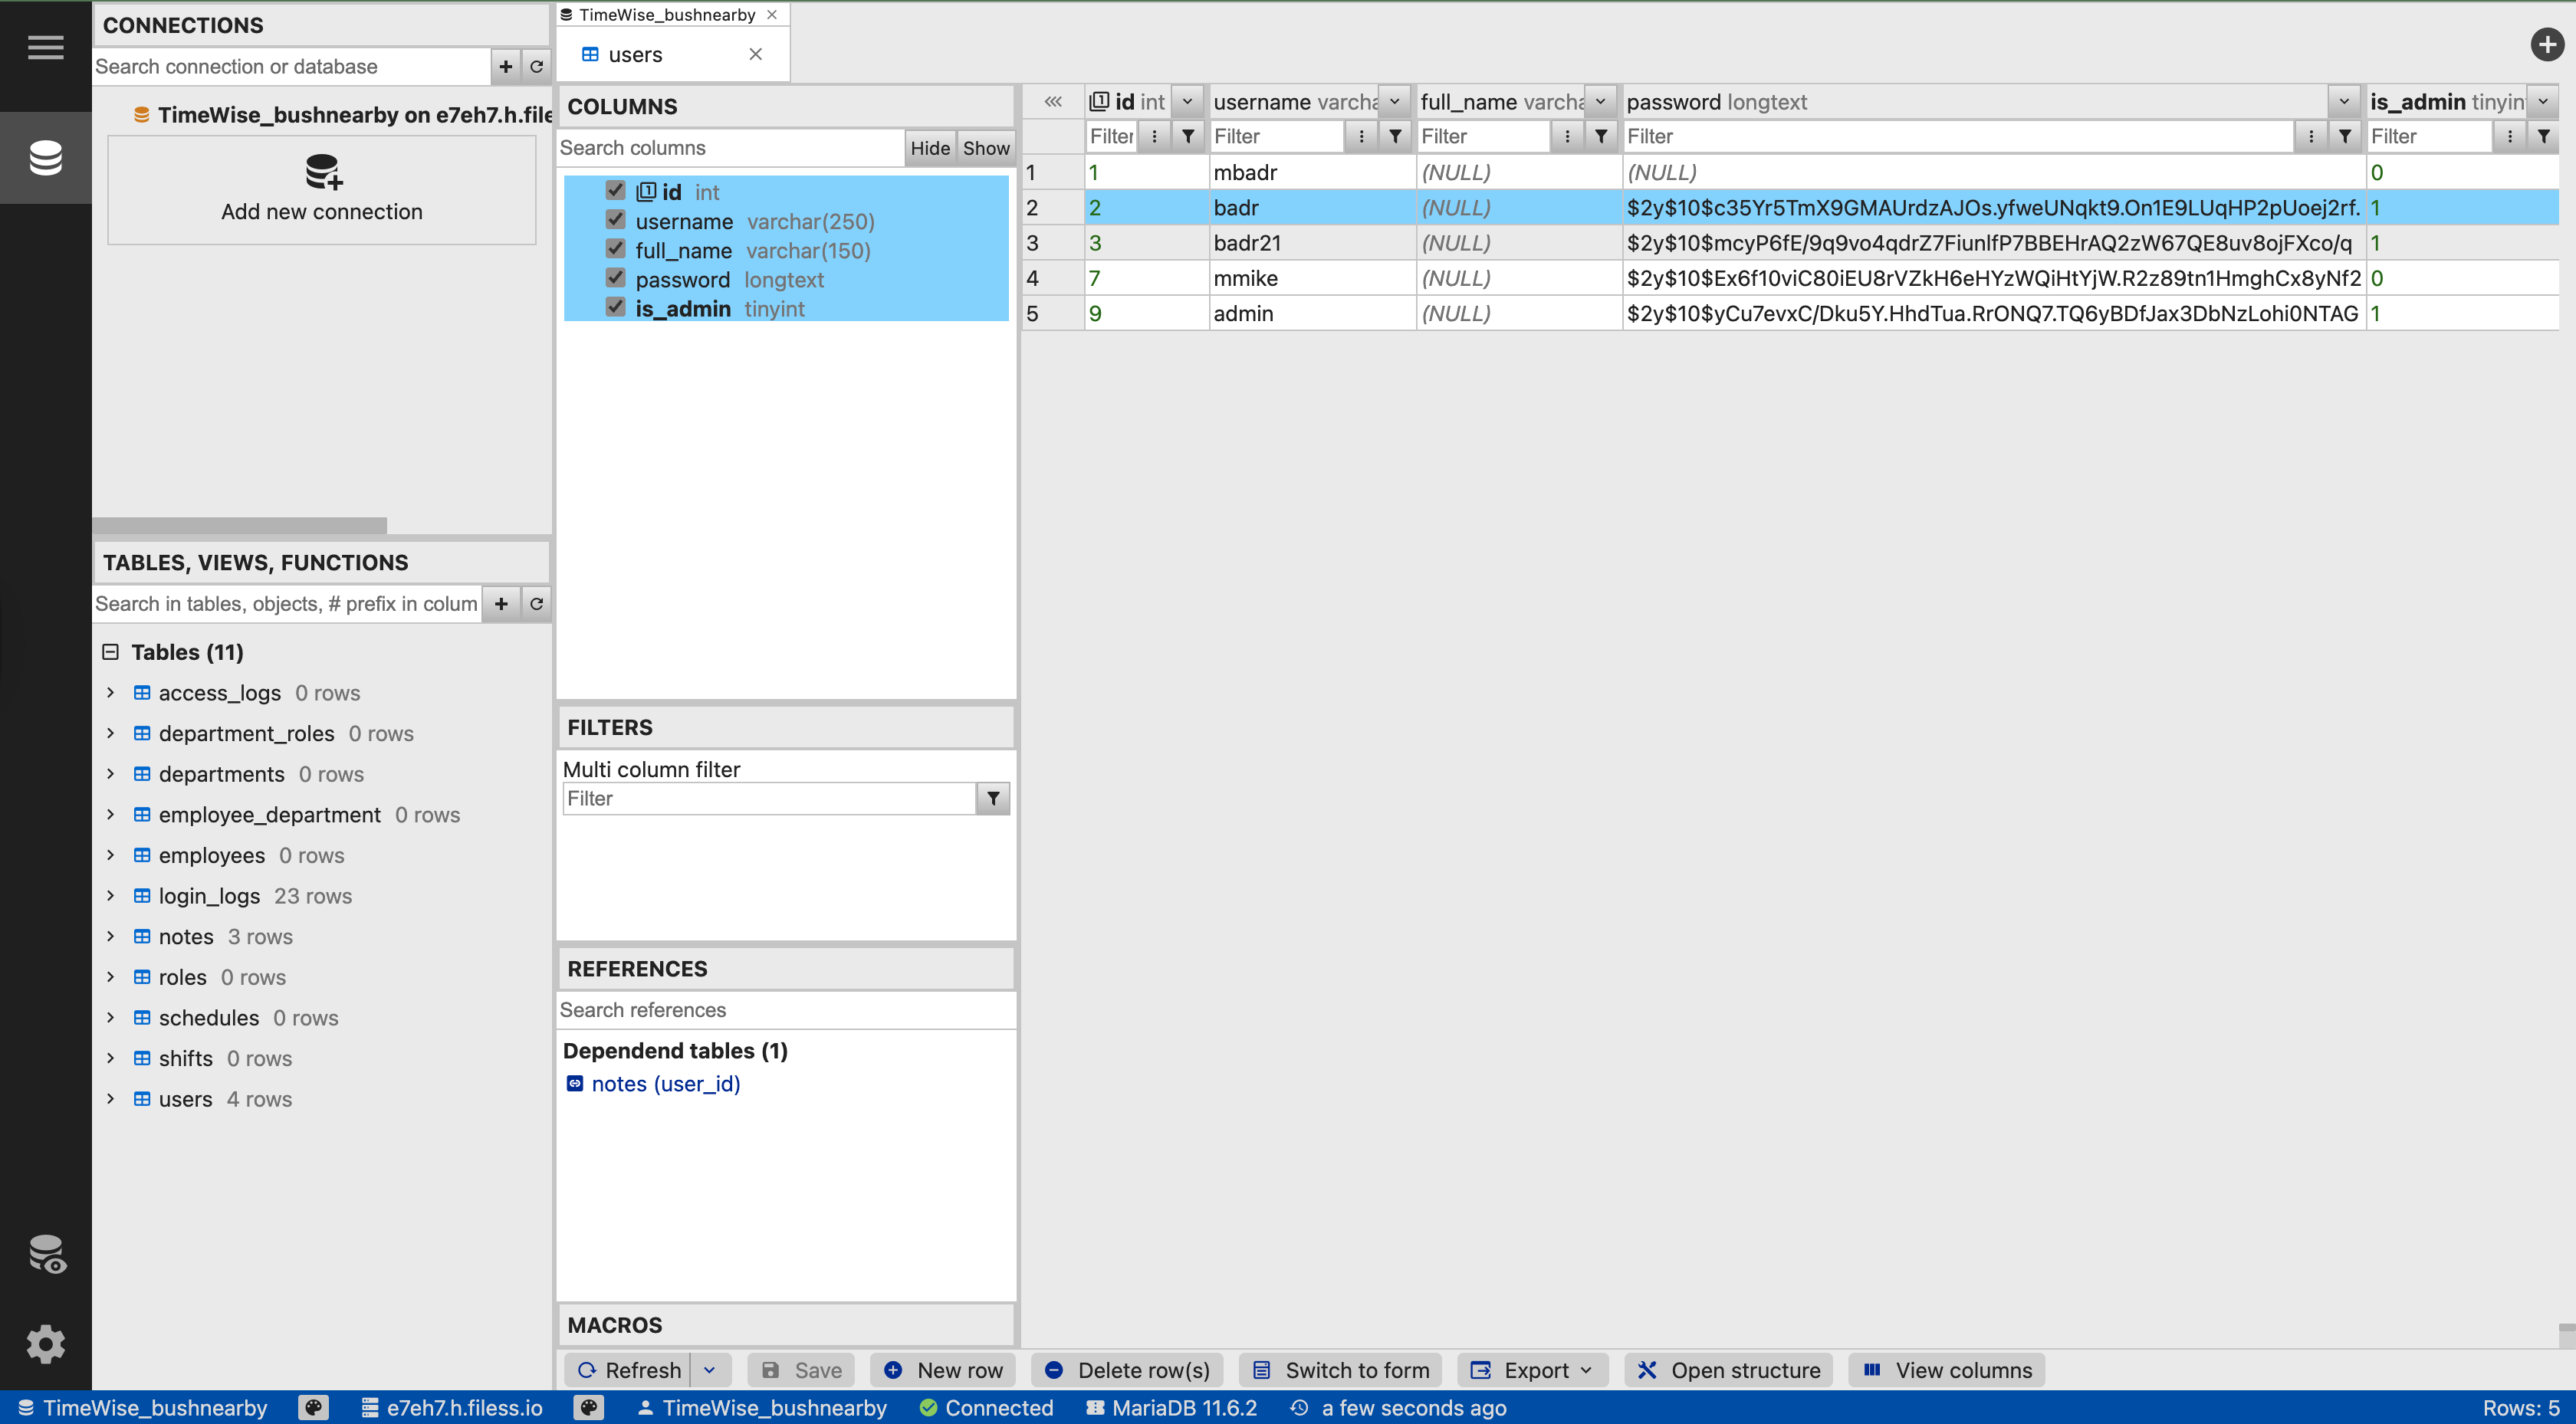 CONNECTIONS
Search connection or database
TimeWise_bushnearby on e7eh7.h.file
Add new connection
TABLES, VIEWS, FUNCTIONS
Search in tables, objects, # prefix in colum
Tables (11)
access_logs 0 rows
department_roles 0 rows
departments 0 rows
employee_department 0 rows
employees 0 rows
login_logs 23 rows
notes 3 rows
roles 0 rows
schedules 0 rows
shifts 0 rows
users 4 rows
TimeWise_bushnearby
users
COLUMNS
Search columns Hide Show
id int
username varchar(250)
full_name varchar(150)
password longtext
is_admin tinyint
FILTERS
Multi column filter
Filter
REFERENCES
Search references
Dependend tables (1)
notes (user_id)
MACROS
id int username varcha full_name varcha password longtext is_admin tinyin
Filter Filter Filter Filter Filter
1 1 mbadr (NULL) (NULL) 0
2 2 badr (NULL) $2y$10$c35Yr5TmX9GMAUrdzAJOs.yfweUNqkt9.On1E9LUqHP2pUoej2rf. 1
3 3 badr21 (NULL) $2y$10$mcyP6fE/9q9vo4qdrZ7FiunlfP7BBEHrAQ2zW67QE8uv8ojFXco/q 1
4 7 mmike (NULL) $2y$10$Ex6f10viC80iEU8rVZkH6eHYzWQiHtYjW.R2z89tn1HmghCx8yNf2 0
5 9 admin (NULL) $2y$10$yCu7evxC/Dku5Y.HhdTua.RrONQ7.TQ6yBDfJax3DbNzLohi0NTAG 1
Refresh Save New row Delete row(s) Switch to form Export Open structure View columns
TimeWise_bushnearby e7eh7.h.filess.io TimeWise_bushnearby Connected MariaDB 11.6.2 a few seconds ago Rows: 5